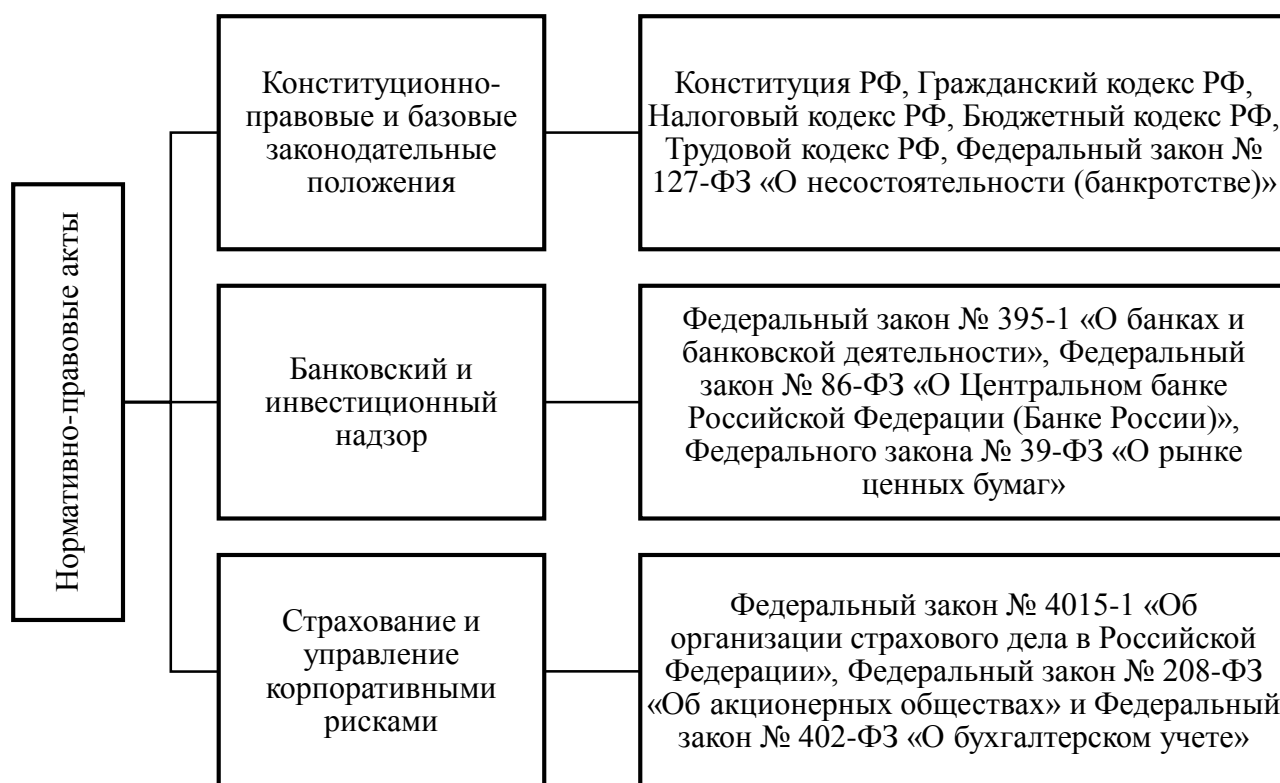 Нормативно-правовые акты
Конституционно-
правовые и базовые
законодательные
положения
Конституция РФ, Гражданский кодекс РФ,
Налоговый кодекс РФ, Бюджетный кодекс РФ,
Трудовой кодекс РФ, Федеральный закон №
127-ФЗ «О несостоятельности (банкротстве)»
Банковский и
инвестиционный
надзор
Федеральный закон № 395-1 «О банках и
банковской деятельности», Федеральный
закон № 86-ФЗ «О Центральном банке
Российской Федерации (Банке России)»,
Федерального закона № 39-ФЗ «О рынке
ценных бумаг»
Страхование и
управление
корпоративными
рисками
Федеральный закон № 4015-1 «Об
организации страхового дела в Российской
Федерации», Федеральный закон № 208-ФЗ
«Об акционерных обществах» и Федеральный
закон № 402-ФЗ «О бухгалтерском учете»